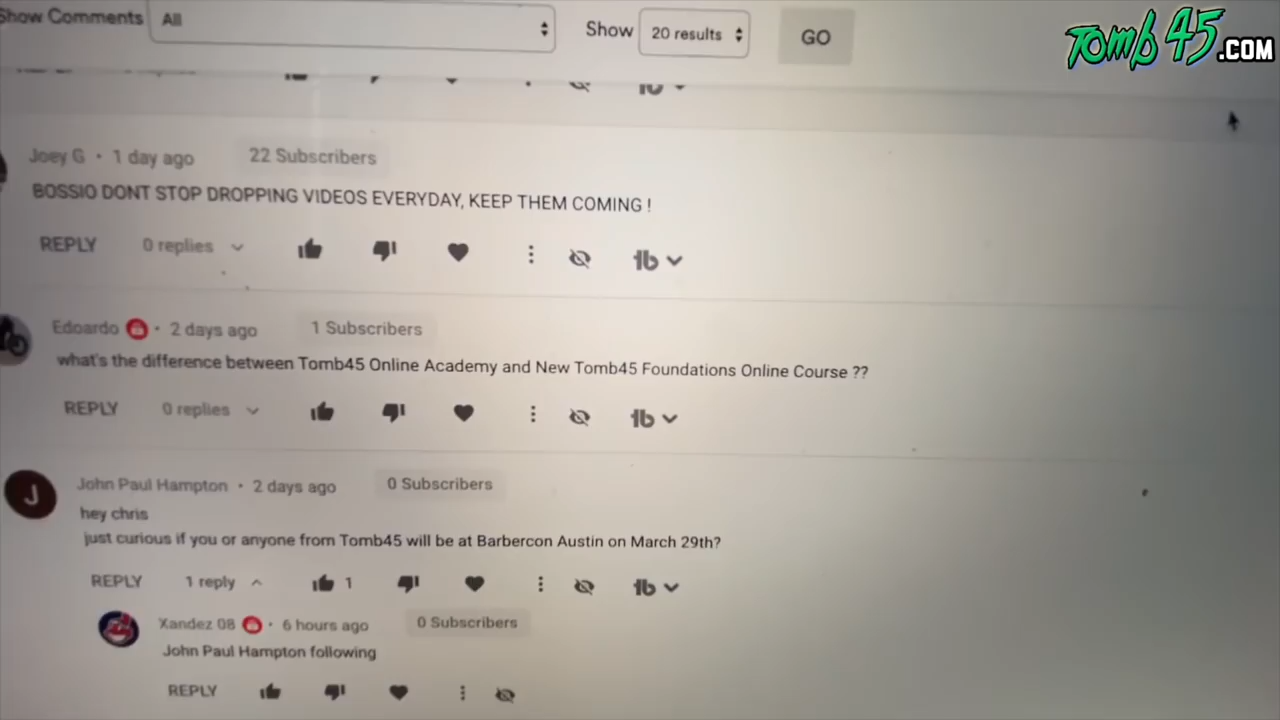 Show Comments All Show 20 results GO
Tomb 45.COM
Joey G • 1 day ago 22 Subscribers
BOSSIO DONT STOP DROPPING VIDEOS EVERYDAY, KEEP THEM COMING !
REPLY 0 replies
Edoardo • 2 days ago 1 Subscribers
what's the difference between Tomb45 Online Academy and New Tomb45 Foundations Online Course ??
REPLY 0 replies
J
John Paul Hampton • 2 days ago 0 Subscribers
hey chris
just curious if you or anyone from Tomb45 will be at Barbercon Austin on March 29th?
REPLY 1 reply 1
Xandez 08 • 6 hours ago 0 Subscribers
John Paul Hampton following
REPLY